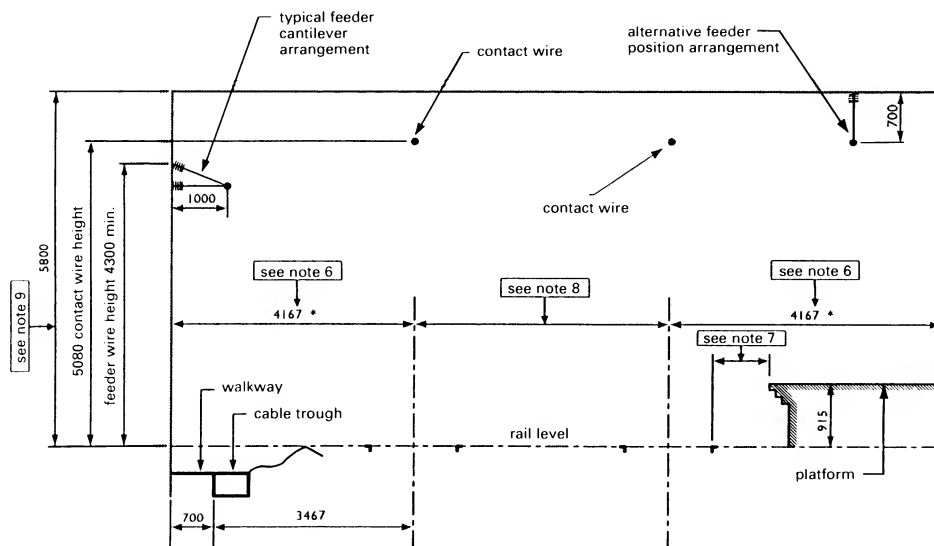 typical feeder
cantilever
arrangement
contact wire
alternative feeder
position arrangement
700
contact wire
1000
5800
5080 contact wire height
feeder wire height 4300 min.
see note 9
see note 6
see note 8
see note 6
4167 *
4167 *
see note 7
walkway
cable trough
rail level
915
platform
700
3467